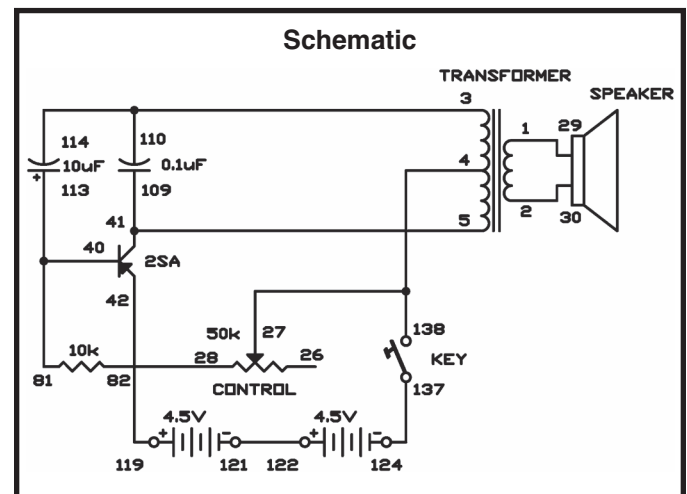 Schematic
TRANSFORMER
3
SPEAKER
114
110
1
29
10uF
0.1uF
4
+
113
109
41
5
2
30
40
2SA
42
50k
27
138
10k
28
26
KEY
81
82
CONTROL
137
4.5V
4.5V
+ - + -
119
121
122
124